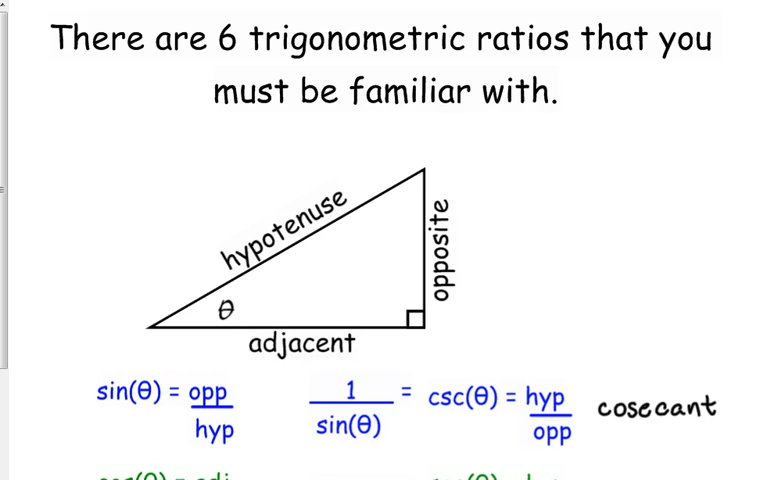 There are 6 trigonometric ratios that you
must be familiar with.
hypotenuse
opposite
θ
adjacent
sin(θ) = opp/hyp
1/sin(θ) = csc(θ) = hyp/opp cosecant